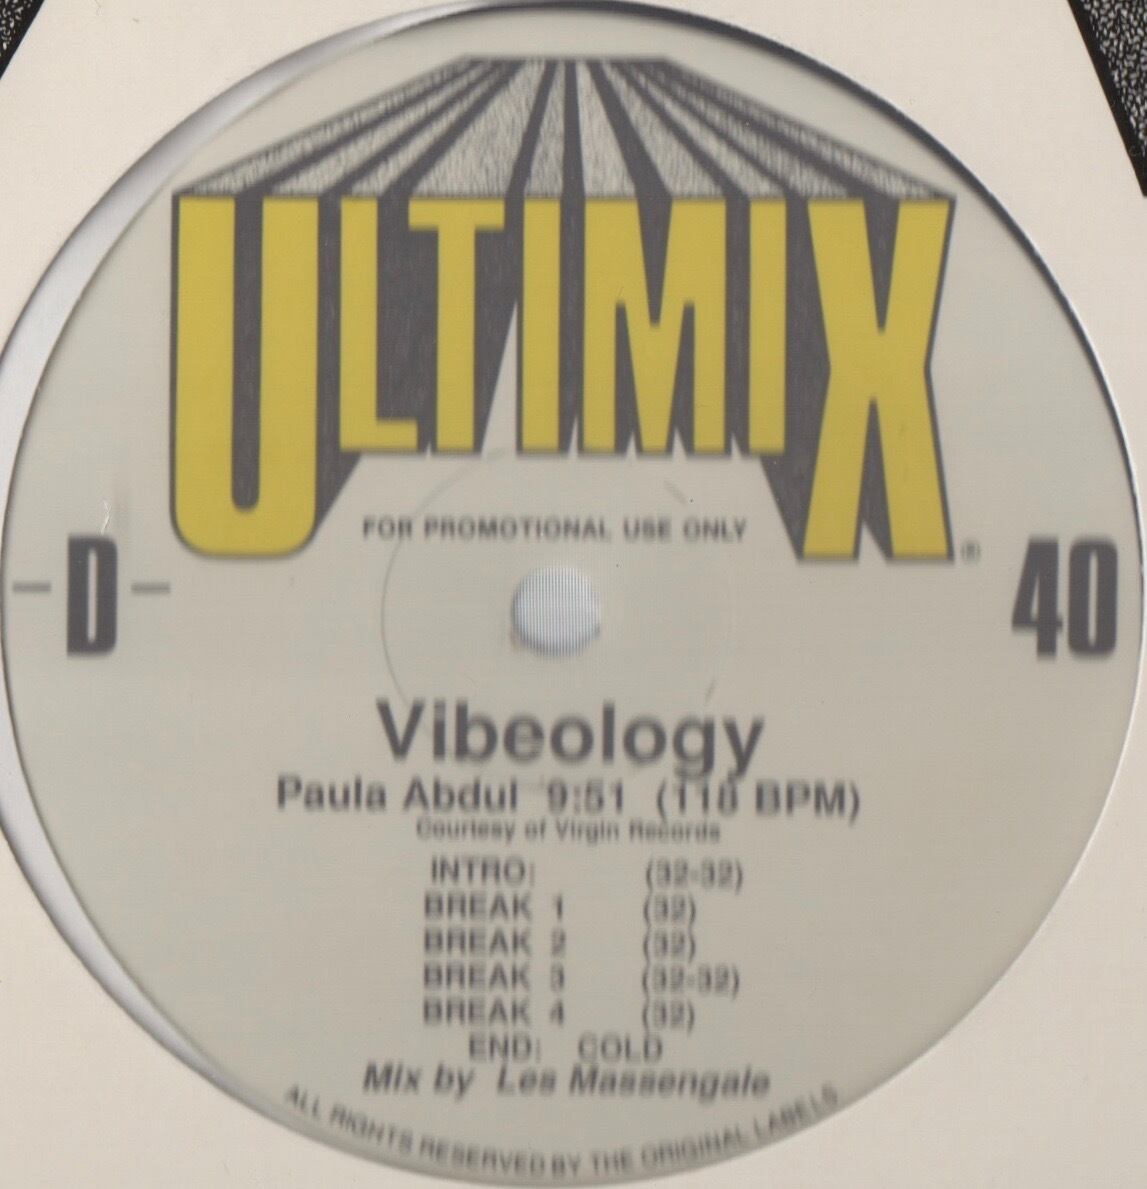 ULTIMIX ®
FOR PROMOTIONAL USE ONLY
- D -
40
Vibeology
Paula Abdul 9:51 (118 BPM)
Courtesy of Virgin Records
INTRO: (32-32)
BREAK 1 (32)
BREAK 2 (32)
BREAK 3 (32-32)
BREAK 4 (32)
END: COLD
Mix by Les Massengale
ALL RIGHTS RESERVED BY THE ORIGINAL LABELS